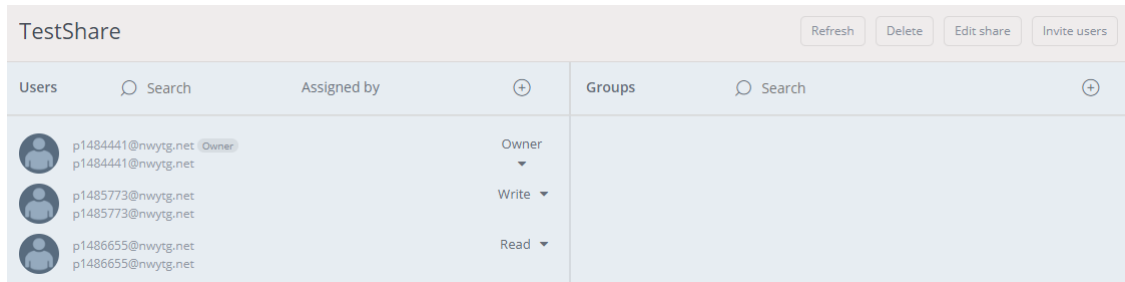 TestShare
Refresh Delete Edit share Invite users
Users Search Assigned by
p1484441@nwytg.net Owner Owner
p1484441@nwytg.net
p1485773@nwytg.net Write
p1485773@nwytg.net
p1486655@nwytg.net Read
p1486655@nwytg.net
Groups Search